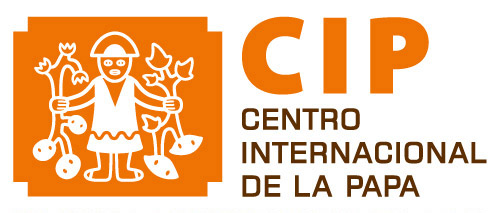 CIP
CENTRO
INTERNACIONAL
DE LA PAPA